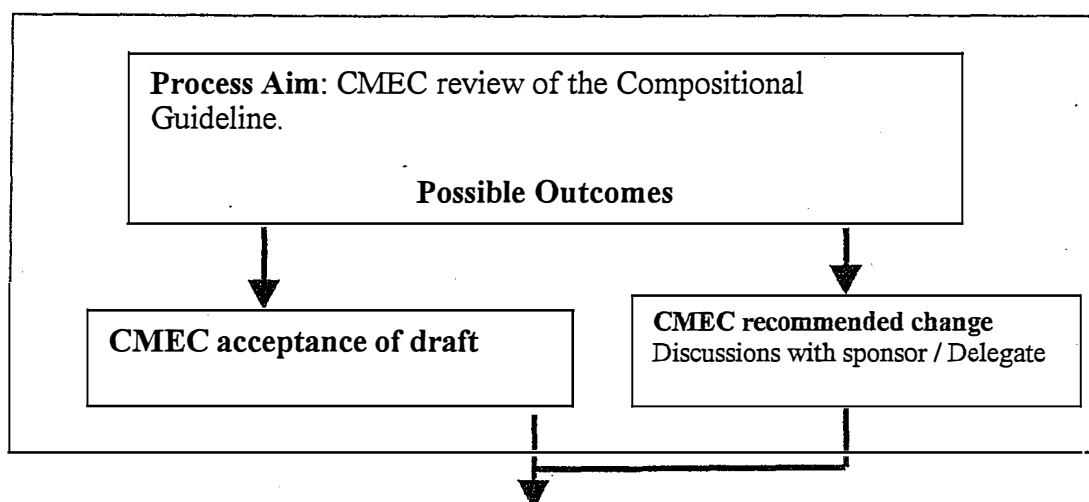 Process Aim: CMEC review of the Compositional
Guideline.
Possible Outcomes
CMEC acceptance of draft
CMEC recommended change
Discussions with sponsor / Delegate